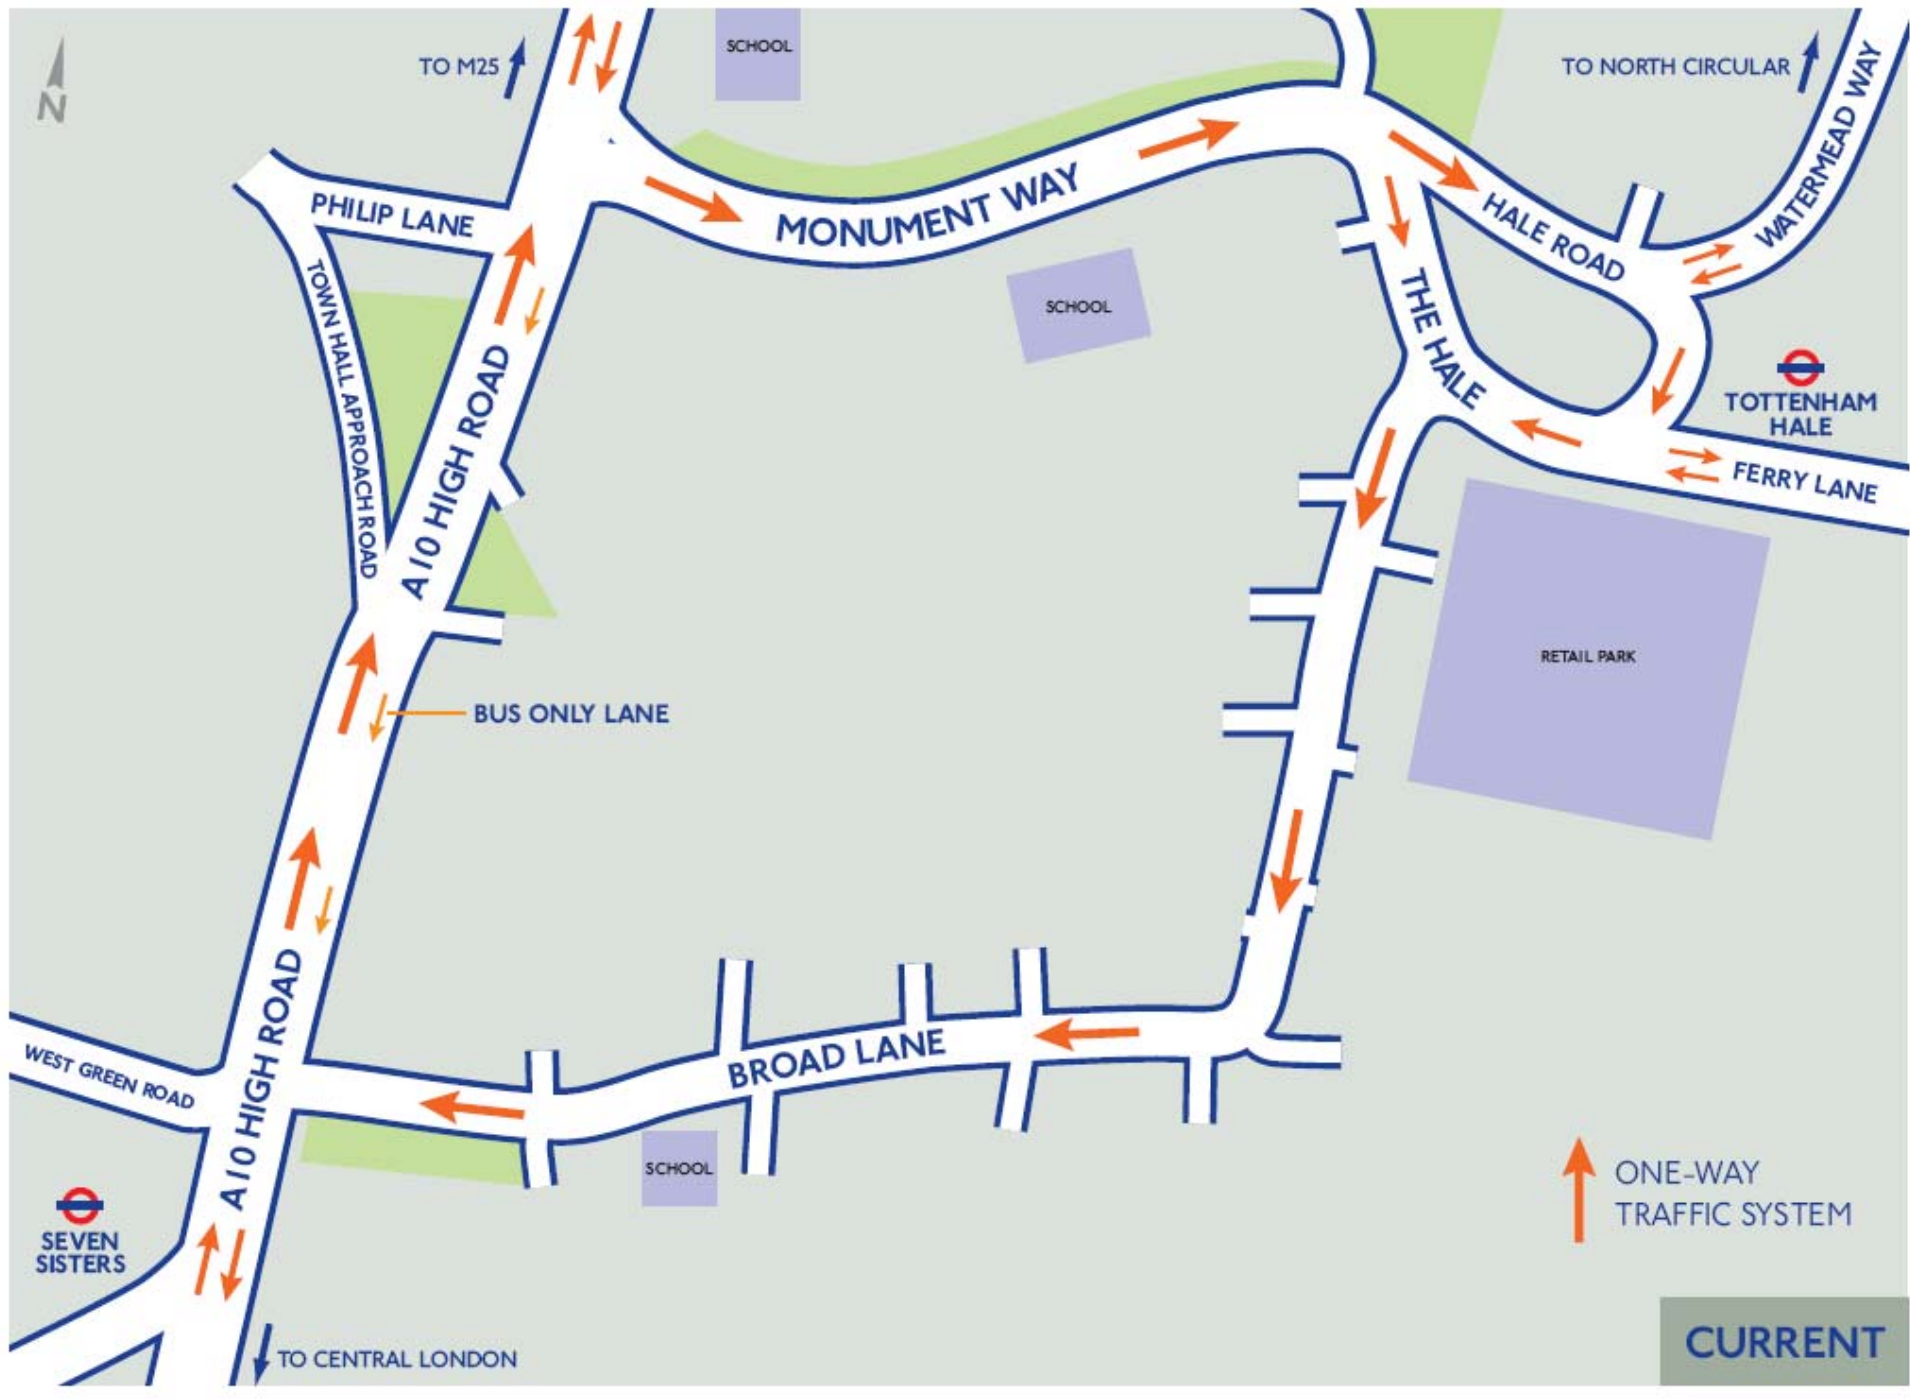 SCHOOL
TO M25
TO NORTH CIRCULAR
N
WATERMEAD WAY
PHILIP LANE
MONUMENT WAY
HALE ROAD
TOWN HALL APPROACH ROAD
SCHOOL
THE HALE
A10 HIGH ROAD
TOTTENHAM
HALE
FERRY LANE
RETAIL PARK
BUS ONLY LANE
A10 HIGH ROAD
BROAD LANE
WEST GREEN ROAD
SCHOOL
ONE-WAY
TRAFFIC SYSTEM
SEVEN
SISTERS
TO CENTRAL LONDON
CURRENT